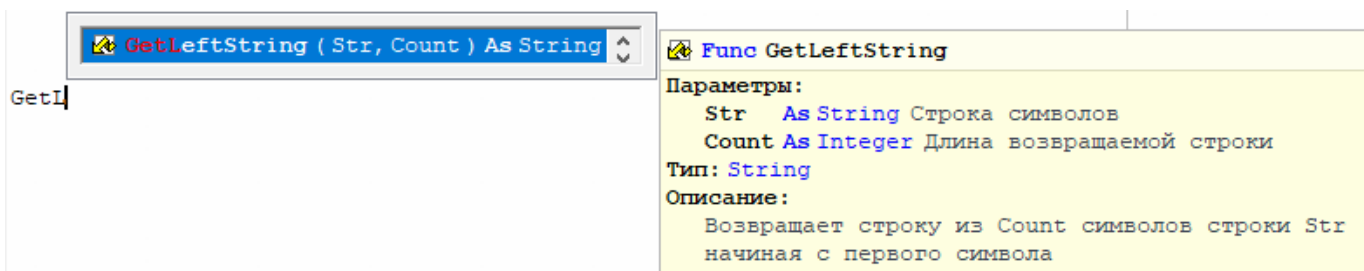 GetLeftString ( Str, Count ) As String
GetL
Func GetLeftString
Параметры:
Str As String Строка символов
Count As Integer Длина возвращаемой строки
Тип: String
Описание:
Возвращает строку из Count символов строки Str
начиная с первого символа